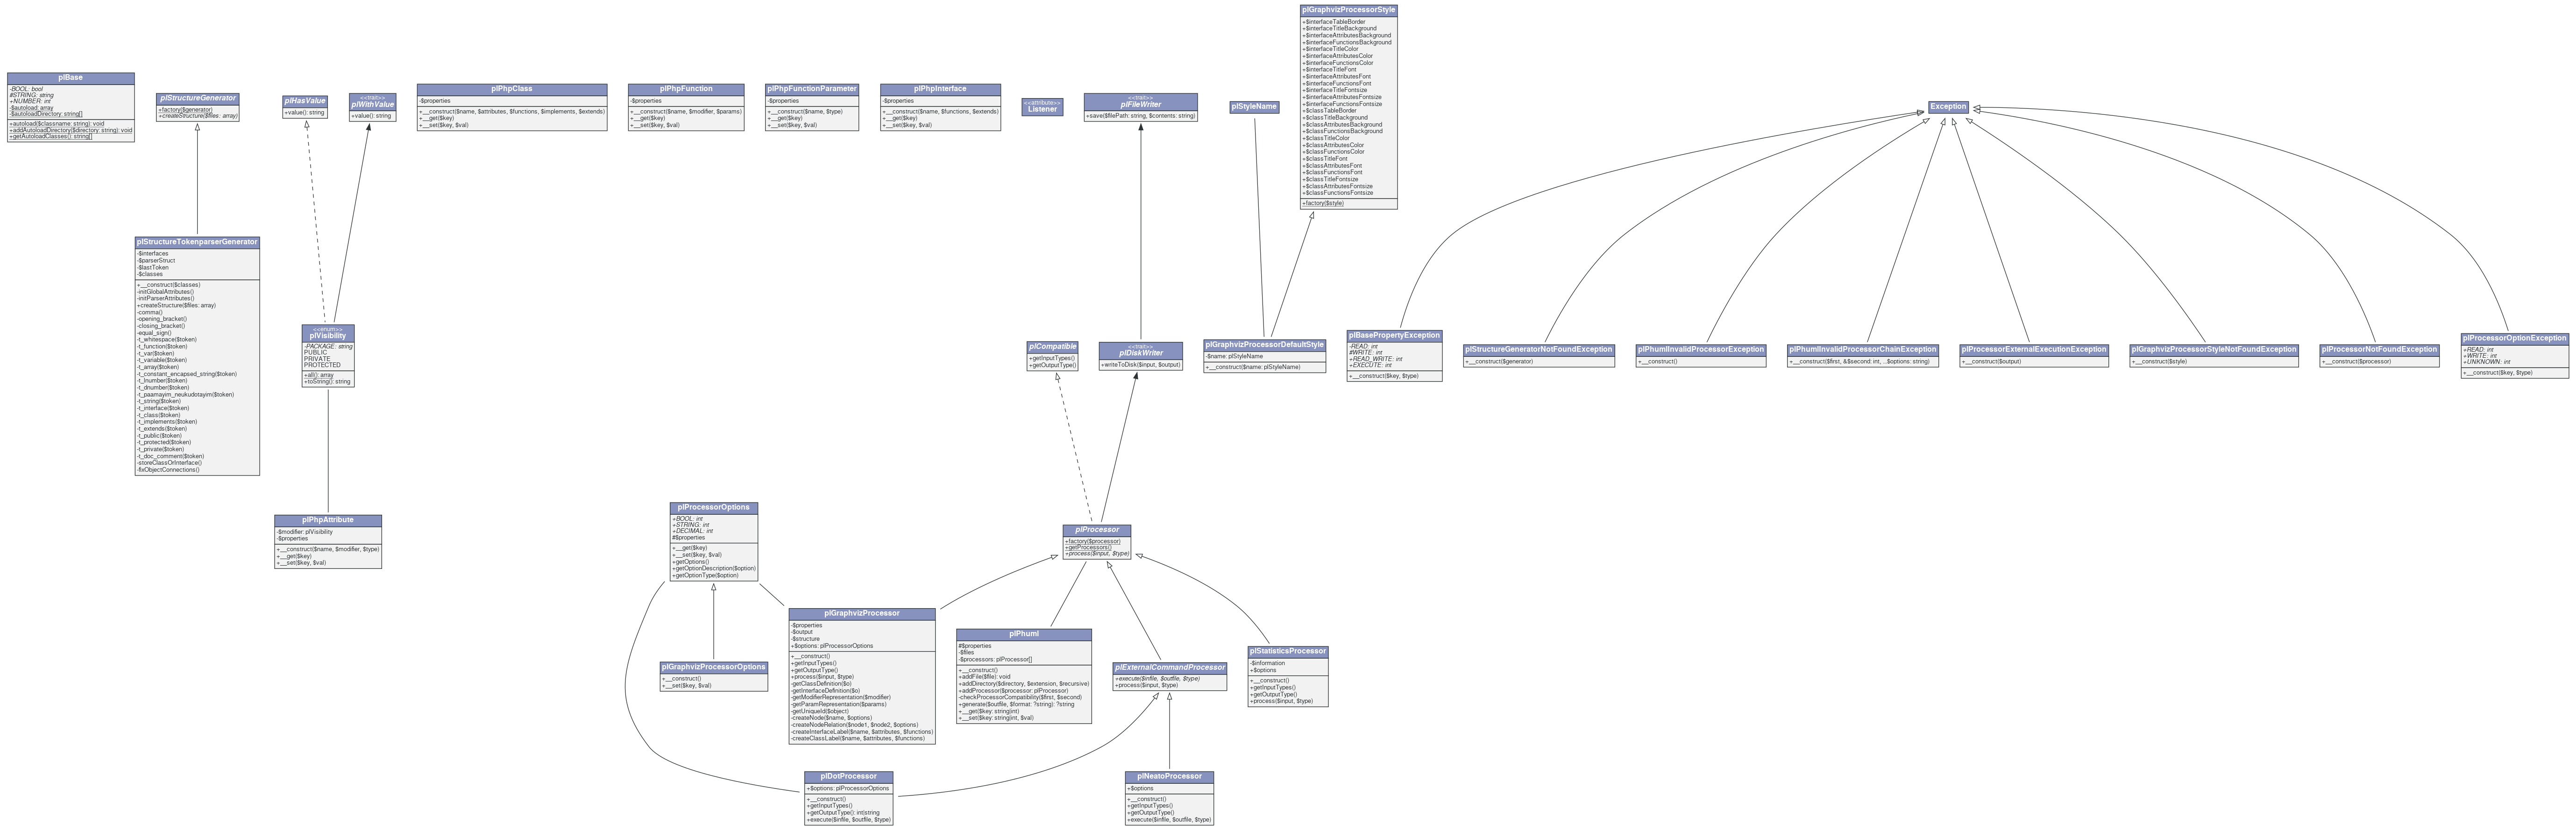 plBase
-BOOL: bool
#STRING: string
+NUMBER: int
-$autoload: array
-$autoloadDirectory: string[]
+autoload($classname: string): void
+addAutoloadDirectory($directory: string): void
+getAutoloadClasses(): string[]
plStructureGenerator
+factory($generator)
+createStructure($files: array)
plHasValue
+value(): string
<<trait>>
plWithValue
+value(): string
plPhpClass
-$properties
+__construct($name, $attributes, $functions, $implements, $extends)
+__get($key)
+__set($key, $val)
plPhpFunction
-$properties
+__construct($name, $modifier, $params)
+__get($key)
+__set($key, $val)
plPhpFunctionParameter
-$properties
+__construct($name, $type)
+__get($key)
+__set($key, $val)
plPhpInterface
-$properties
+__construct($name, $functions, $extends)
+__get($key)
+__set($key, $val)
<<attribute>>
Listener
<<trait>>
plFileWriter
+save($filePath: string, $contents: string)
plStyleName
plGraphvizProcessorStyle
+$interfaceTableBorder
+$interfaceTitleBackground
+$interfaceAttributesBackground
+$interfaceFunctionsBackground
+$interfaceTitleColor
+$interfaceAttributesColor
+$interfaceFunctionsColor
+$interfaceTitleFont
+$interfaceAttributesFont
+$interfaceFunctionsFont
+$interfaceTitleFontsize
+$interfaceAttributesFontsize
+$interfaceFunctionsFontsize
+$classTableBorder
+$classTitleBackground
+$classAttributesBackground
+$classFunctionsBackground
+$classTitleColor
+$classAttributesColor
+$classFunctionsColor
+$classTitleFont
+$classAttributesFont
+$classFunctionsFont
+$classTitleFontsize
+$classAttributesFontsize
+$classFunctionsFontsize
+factory($style)
Exception
plStructureTokenparserGenerator
-$interfaces
-$parserStruct
-$lastToken
-$classes
+__construct($classes)
-initGlobalAttributes()
-initParserAttributes()
+createStructure($files: array)
-comma()
-opening_bracket()
-closing_bracket()
-equal_sign()
-t_whitespace($token)
-t_function($token)
-t_var($token)
-t_variable($token)
-t_array($token)
-t_constant_encapsed_string($token)
-t_lnumber($token)
-t_dnumber($token)
-t_paamayim_neukudotayim($token)
-t_string($token)
-t_interface($token)
-t_class($token)
-t_implements($token)
-t_extends($token)
-t_public($token)
-t_protected($token)
-t_private($token)
-t_doc_comment($token)
-storeClassOrInterface()
-fixObjectConnections()
<<enum>>
plVisibility
-PACKAGE: string
PUBLIC
PRIVATE
PROTECTED
+all(): array
+toString(): string
plCompatible
+getInputTypes()
+getOutputType()
<<trait>>
plDiskWriter
+writeToDisk($input, $output)
plGraphvizProcessorDefaultStyle
-$name: plStyleName
+__construct($name: plStyleName)
plBasePropertyException
-READ: int
#WRITE: int
+READ_WRITE: int
+EXECUTE: int
+__construct($key, $type)
plStructureGeneratorNotFoundException
+__construct($generator)
plPhumlInvalidProcessorException
+__construct()
plPhumlInvalidProcessorChainException
+__construct($first, &$second: int, ...$options: string)
plProcessorExternalExecutionException
+__construct($output)
plGraphvizProcessorStyleNotFoundException
+__construct($style)
plProcessorNotFoundException
+__construct($processor)
plProcessorOptionException
+READ: int
+WRITE: int
+UNKNOWN: int
+__construct($key, $type)
plPhpAttribute
-$modifier: plVisibility
-$properties
+__construct($name, $modifier, $type)
+__get($key)
+__set($key, $val)
plProcessorOptions
+BOOL: int
+STRING: int
+DECIMAL: int
#$properties
+__get($key)
+__set($key, $val)
+getOptions()
+getOptionDescription($option)
+getOptionType($option)
plProcessor
+factory($processor)
+getProcessors()
+process($input, $type)
plGraphvizProcessorOptions
+__construct()
+__set($key, $val)
plGraphvizProcessor
-$properties
-$output
-$structure
+$options: plProcessorOptions
+__construct()
+getInputTypes()
+getOutputType()
+process($input, $type)
-getClassDefinition($o)
-getInterfaceDefinition($o)
-getModifierRepresentation($modifier)
-getParamRepresentation($params)
-getUniqueId($object)
-createNode($name, $options)
-createNodeRelation($node1, $node2, $options)
-createInterfaceLabel($name, $attributes, $functions)
-createClassLabel($name, $attributes, $functions)
plPhuml
#$properties
-$files
-$processors: plProcessor[]
+__construct()
+addFile($file): void
+addDirectory($directory, $extension, $recursive)
+addProcessor($processor: plProcessor)
-checkProcessorCompatibility($first, $second)
+generate($outfile, $format: ?string): ?string
+__get($key: string|int)
+__set($key: string|int, $val)
plExternalCommandProcessor
+execute($infile, $outfile, $type)
+process($input, $type)
plStatisticsProcessor
-$information
+$options
+__construct()
+getInputTypes()
+getOutputType()
+process($input, $type)
plDotProcessor
+$options: plProcessorOptions
+__construct()
+getInputTypes()
+getOutputType(): int|string
+execute($infile, $outfile, $type)
plNeatoProcessor
+$options
+__construct()
+getInputTypes()
+getOutputType()
+execute($infile, $outfile, $type)